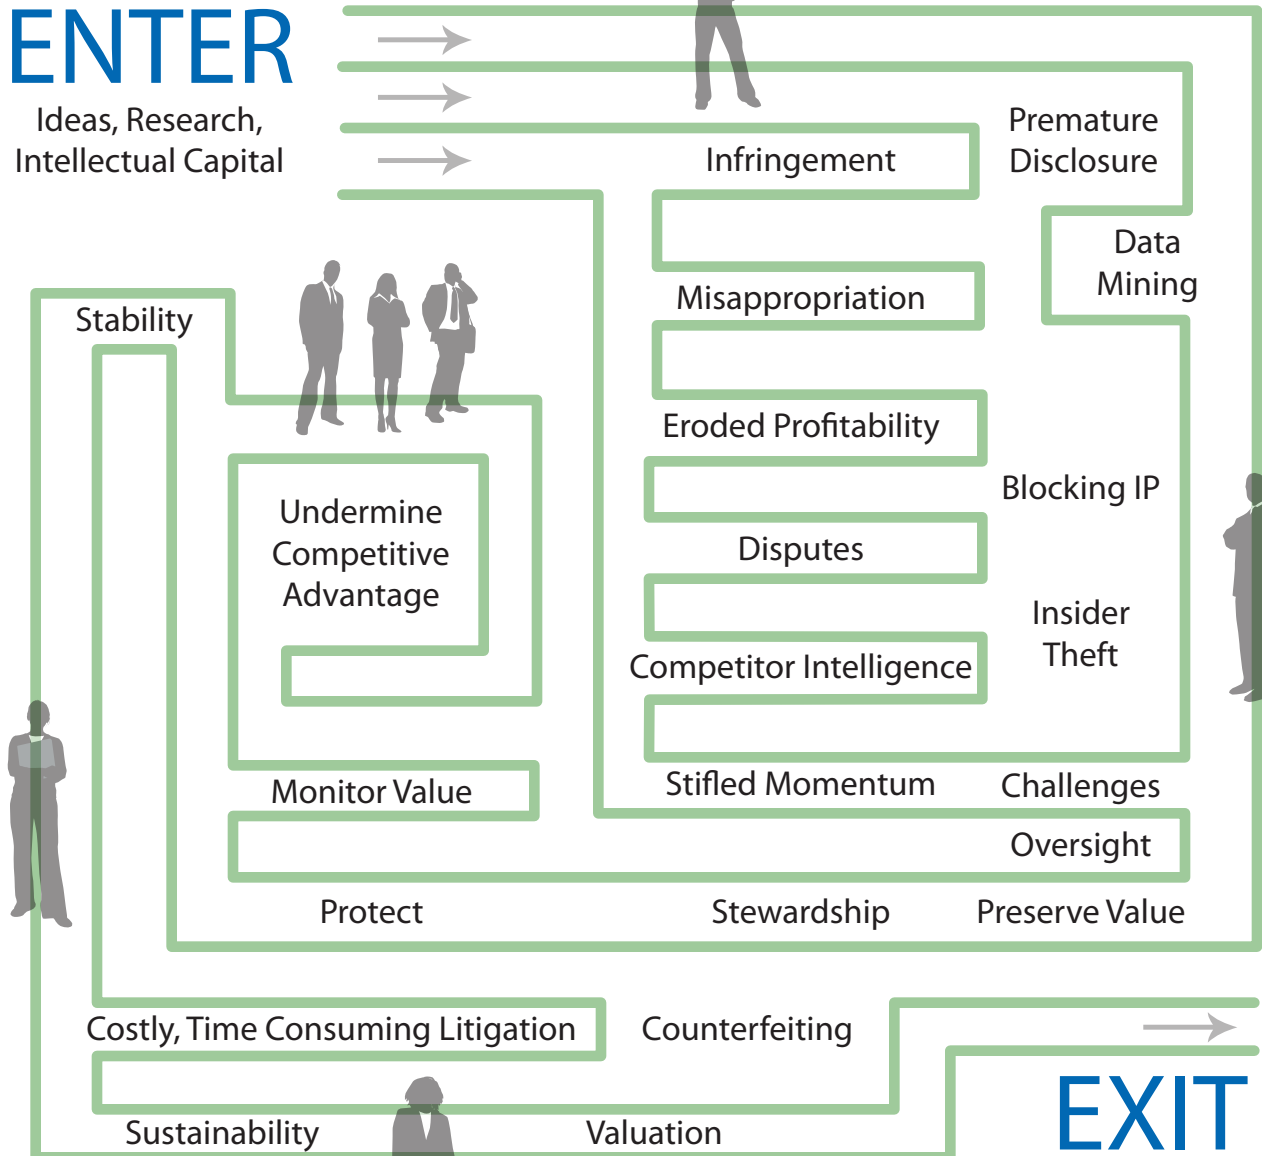 ENTER
Ideas, Research,
Intellectual Capital
Infringement
Premature
Disclosure
Data
Mining
Misappropriation
Stability
Eroded Profitability
Blocking IP
Undermine
Competitive
Advantage
Disputes
Insider
Theft
Competitor Intelligence
Monitor Value
Stifled Momentum
Challenges
Oversight
Protect
Stewardship
Preserve Value
Costly, Time Consuming Litigation
Counterfeiting
EXIT
Sustainability
Valuation